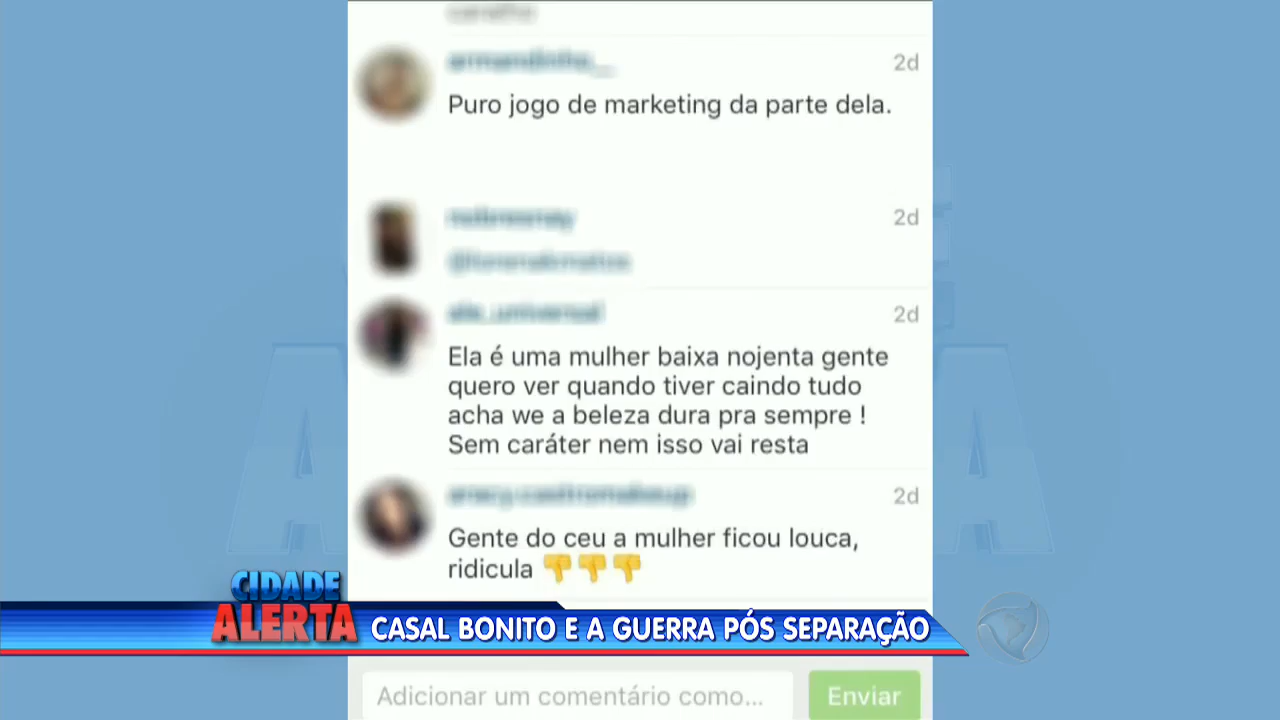 2d
Puro jogo de marketing da parte dela.
2d
2d
Ela é uma mulher baixa nojenta gente
quero ver quando tiver caindo tudo
acha we a beleza dura pra sempre !
Sem caráter nem isso vai resta
2d
Gente do ceu a mulher ficou louca,
ridicula 👎👎👎
CIDADE
ALERTA
CASAL BONITO E A GUERRA PÓS SEPARAÇÃO
Adicionar um comentário como...
Enviar